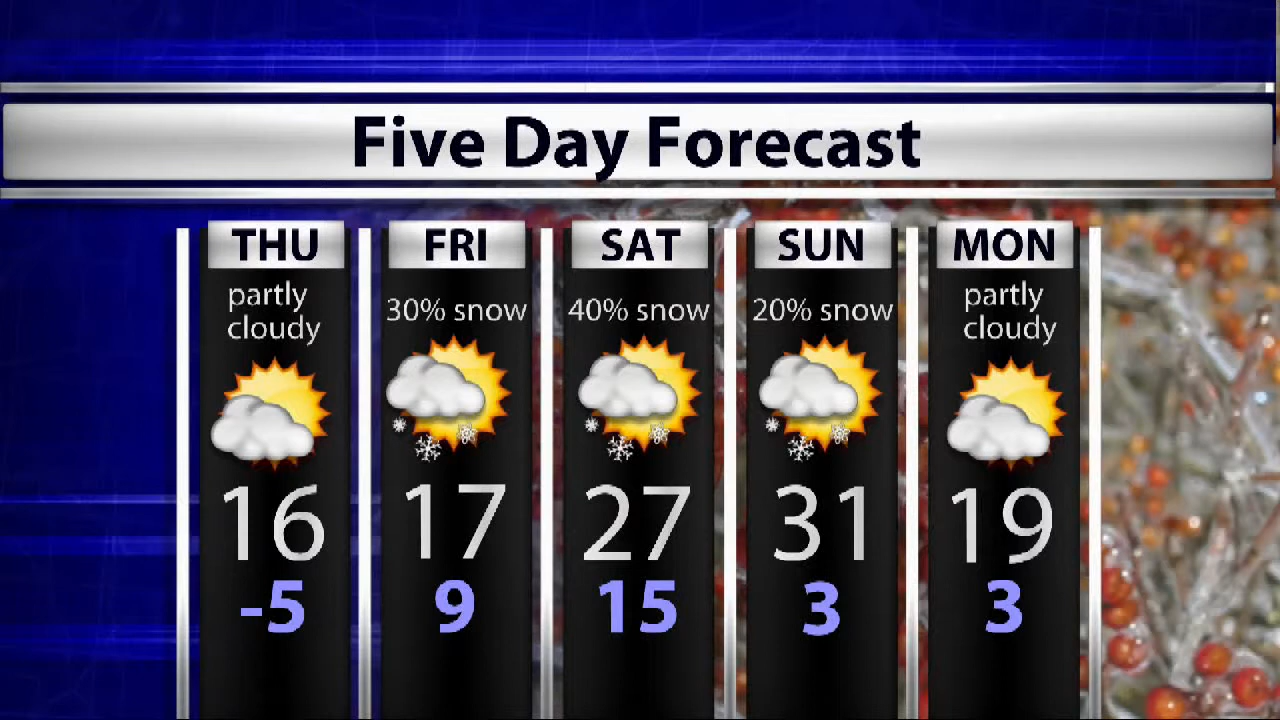 Five Day Forecast
THU
partly
cloudy
16
-5
FRI
30% snow
17
9
SAT
40% snow
27
15
SUN
20% snow
31
3
MON
partly
cloudy
19
3